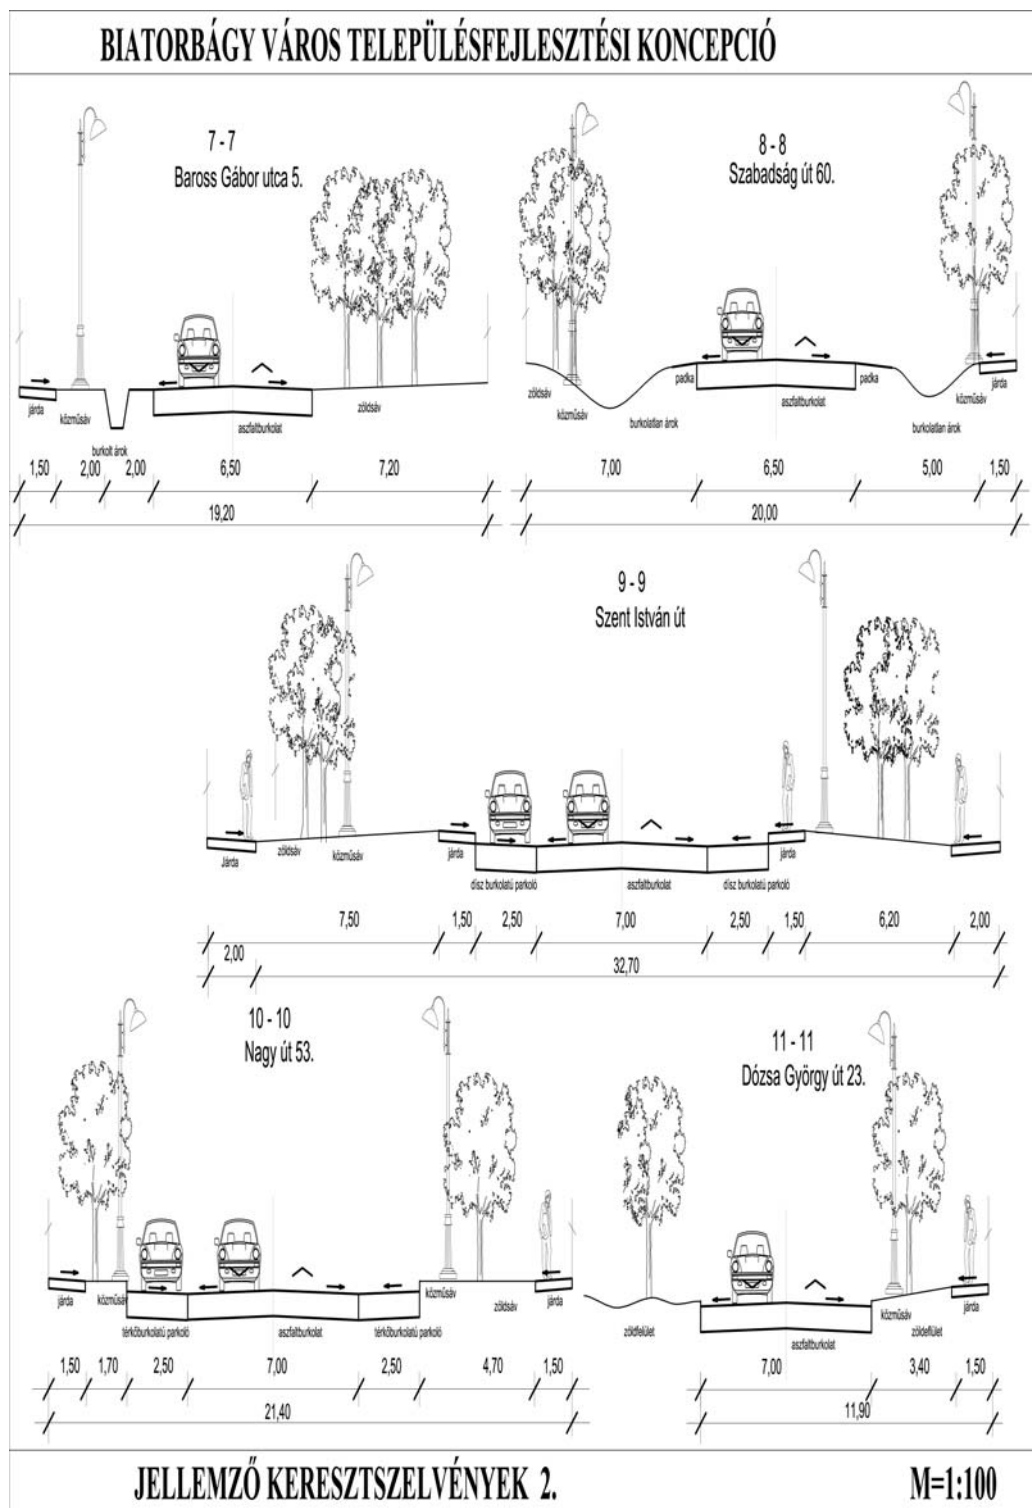 BIATORBÁGY VÁROS TELEPÜLÉSFEJLESZTÉSI KONCEPCIÓ
7 - 7
Baross Gábor utca 5.
járda
közműsáv
burkolt árok
aszfaltburkolat
zöldsáv
1,50 2,00 2,00 6,50 7,20
19,20
8 - 8
Szabadság út 60.
zöldsáv
közműsáv
burkolatlan árok
padka
aszfaltburkolat
padka
burkolatlan árok
közműsáv
járda
7,00 6,50 5,00 1,50
20,00
9 - 9
Szent István út
Járda
zöldsáv
közműsáv
járda
dísz burkolatú parkoló
aszfaltburkolat
dísz burkolatú parkoló
járda
7,50 1,50 2,50 7,00 2,50 1,50 6,20 2,00
2,00
32,70
10 - 10
Nagy út 53.
járda
közműsáv
térkőburkolatú parkoló
aszfaltburkolat
térkőburkolatú parkoló
közműsáv
zöldsáv
járda
1,50 1,70 2,50 7,00 2,50 4,70 1,50
21,40
11 - 11
Dózsa György út 23.
zöldfelület
aszfaltburkolat
közműsáv
zöldeflület
járda
7,00 3,40 1,50
11,90
JELLEMZŐ KERESZTSZELVÉNYEK 2.
M=1:100